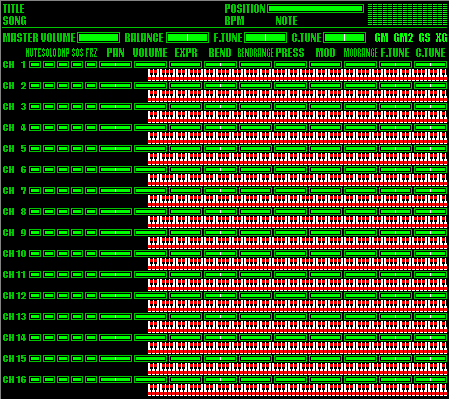 TITLE POSITION
SONG BPM NOTE
MASTER VOLUME BALANCE F.TUNE C.TUNE GM GM2 GS XG
MUTE SOLO DMP SOS FRZ PAN VOLUME EXPR BEND BENDRANGE PRESS MOD MODRANGE F.TUNE C.TUNE
CH 1
CH 2
CH 3
CH 4
CH 5
CH 6
CH 7
CH 8
CH 9
CH 10
CH 11
CH 12
CH 13
CH 14
CH 15
CH 16